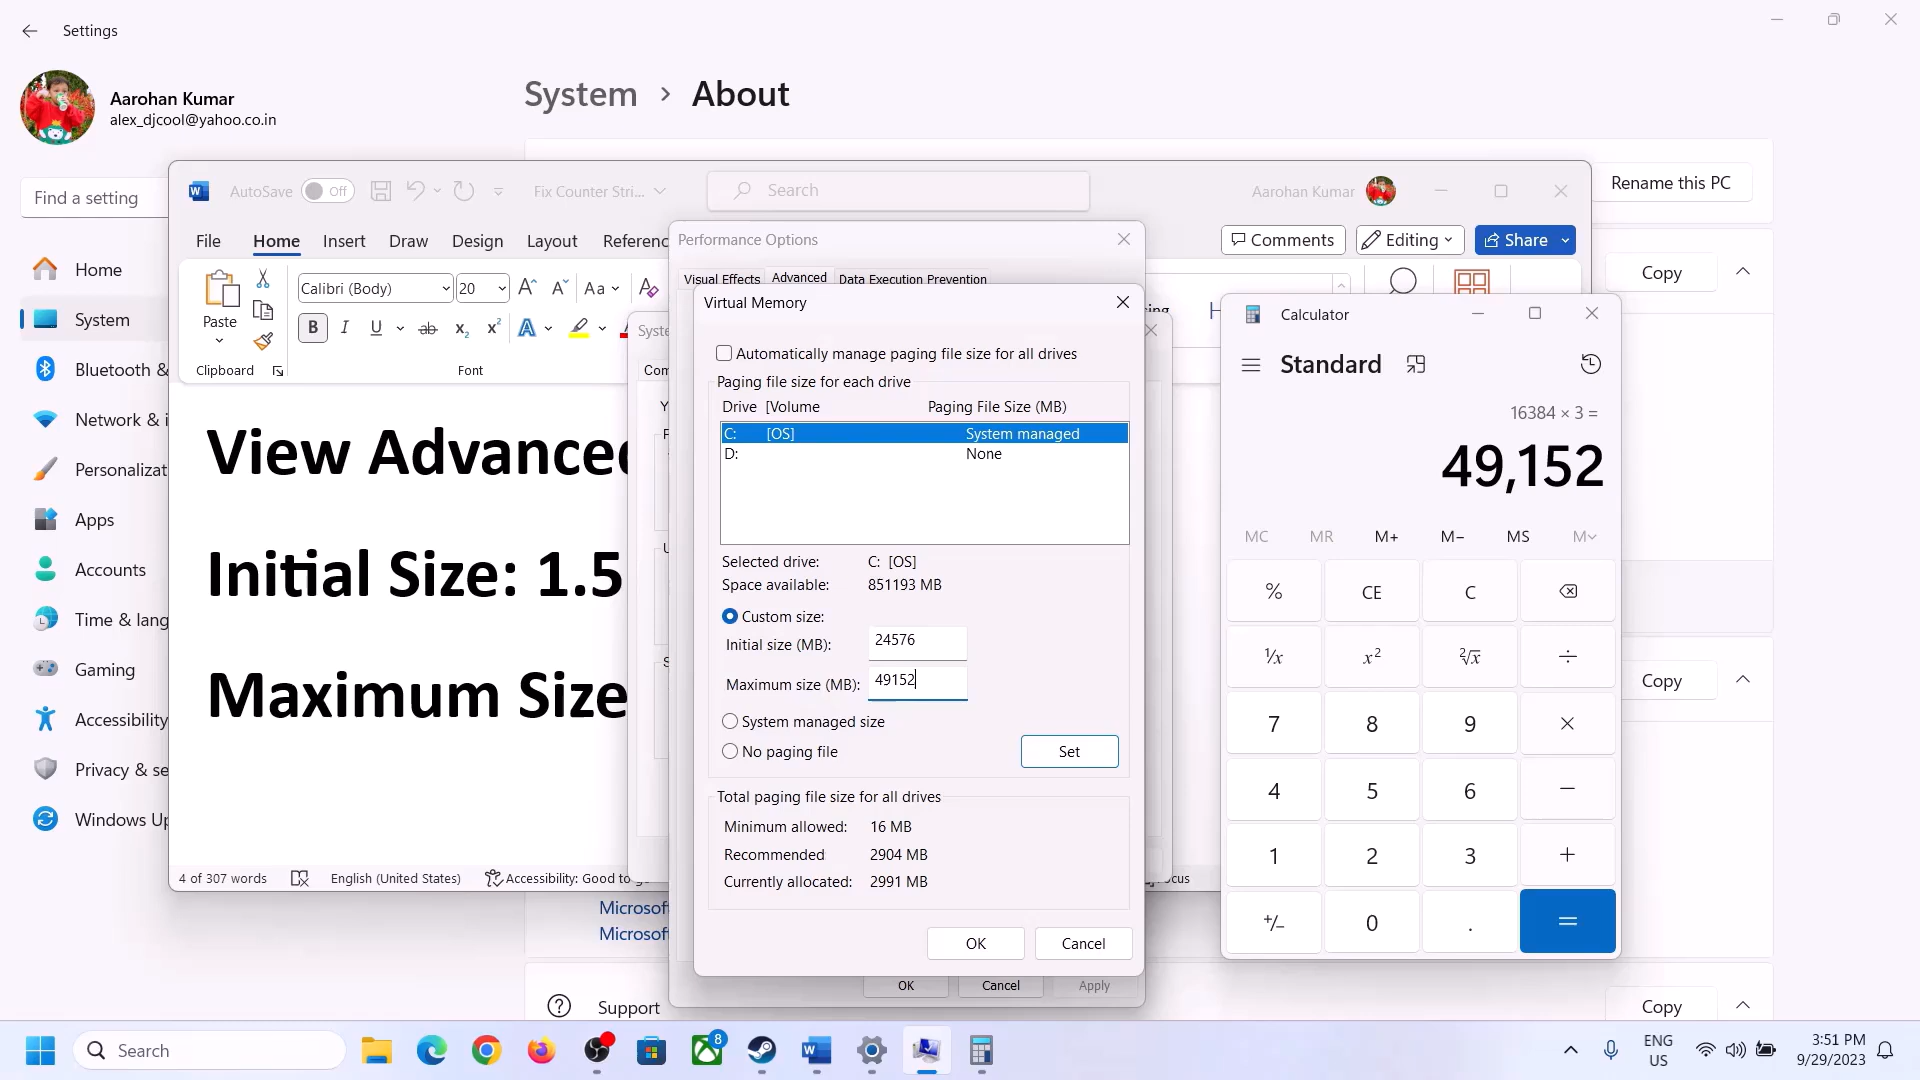 Settings
Aarohan Kumar
alex_djcool@yahoo.co.in
Find a setting
Home
System
Bluetooth &
Network & i
Personalizat
Apps
Accounts
Time & lang
Gaming
Accessibility
Privacy & se
Windows Up
System > About
Rename this PC
Copy
Copy
Copy
Support
Microsof
Microsof
AutoSave Off
Fix Counter Stri...
Search
Aarohan Kumar
File Home Insert Draw Design Layout Referenc
Comments Editing Share
Calibri (Body) 20
Paste
Clipboard Font
View Advanced
Initial Size: 1.5
Maximum Size
4 of 307 words English (United States) Accessibility: Good to
Performance Options
Visual Effects Advanced Data Execution Prevention
Virtual Memory
Automatically manage paging file size for all drives
Paging file size for each drive
Drive [Volume Paging File Size (MB)
C: [OS] System managed
D: None
Selected drive: C: [OS]
Space available: 851193 MB
Custom size:
Initial size (MB): 24576
Maximum size (MB): 49152
System managed size
No paging file
Set
Total paging file size for all drives
Minimum allowed: 16 MB
Recommended 2904 MB
Currently allocated: 2991 MB
OK Cancel
OK Cancel Apply
Calculator
Standard
16384 × 3 =
49,152
MC MR M+ M− MS M
% CE C
⅟x x² ²√x ÷
7 8 9 ×
4 5 6 −
1 2 3 +
+/− 0 . =
Search
8
ENG
US
3:51 PM
9/29/2023